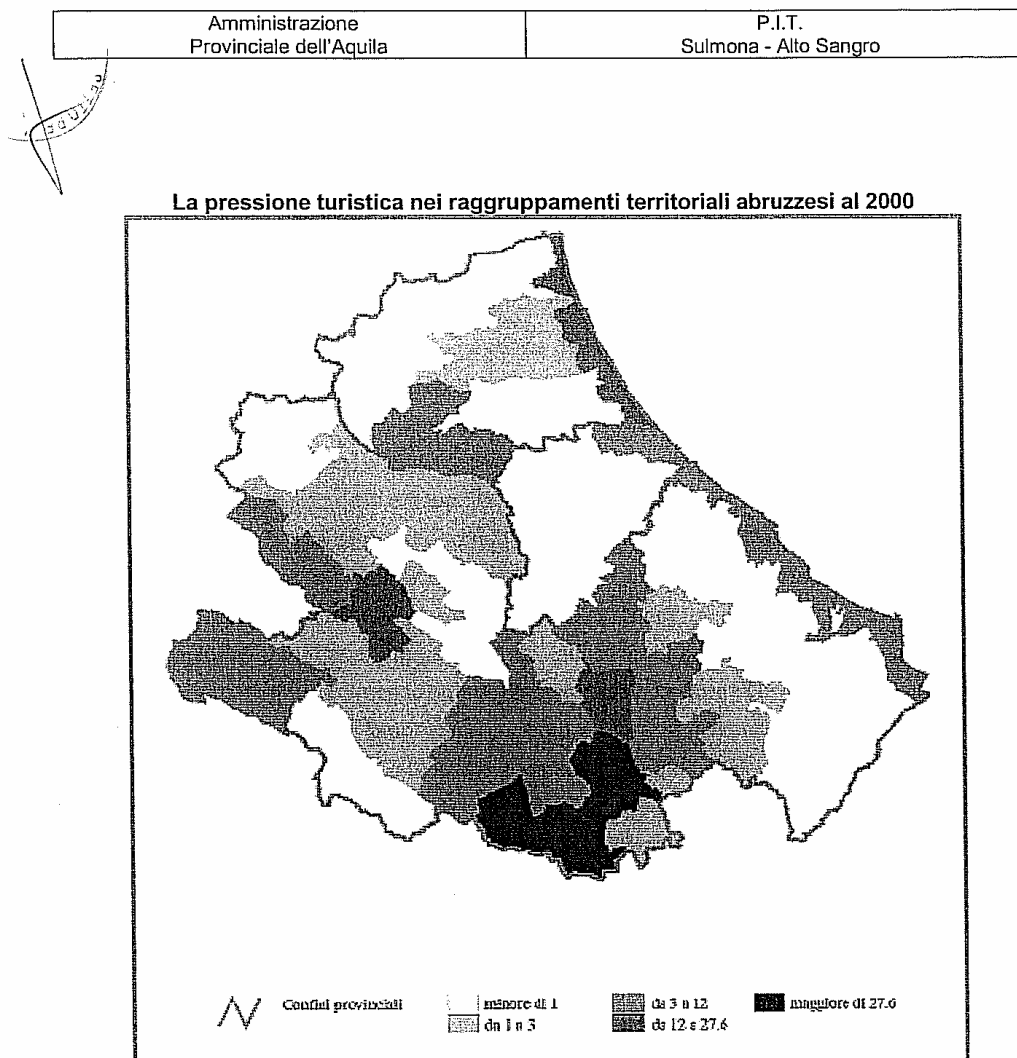 Amministrazione
Provinciale dell'Aquila
P.I.T.
Sulmona - Alto Sangro
La pressione turistica nei raggruppamenti territoriali abruzzesi al 2000
Confini provinciali
minore di 1
da 1 a 3
da 3 a 12
da 12 a 27.6
maggiore di 27.6